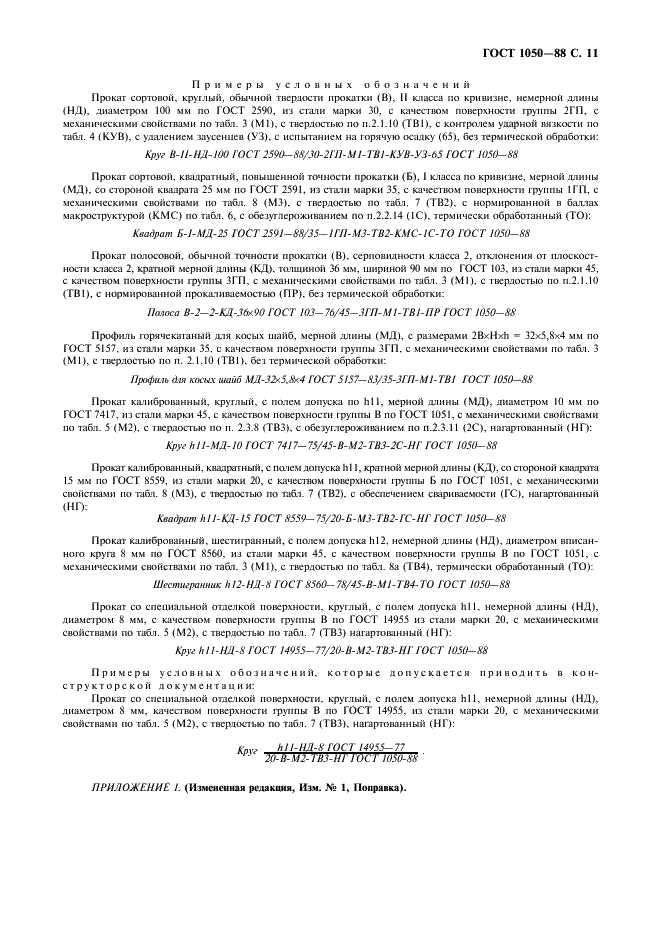 ГОСТ 1050—88 С. 11
Примеры условных обозначений
Прокат сортовой, круглый, обычной твердости прокатки (В), II класса по кривизне, немерной длины
(НД), диаметром 100 мм по ГОСТ 2590, из стали марки 30, с качеством поверхности группы 2ГП, с
механическими свойствами по табл. 3 (М1), с твердостью по п.2.1.10 (ТВ1), с контролем ударной вязкости по
табл. 4 (КУВ), с удалением заусенцев (УЗ), с испытанием на горячую осадку (65), без термической обработки:
Круг В-II-НД-100 ГОСТ 2590—88/30-2ГП-М1-ТВ1-КУВ-УЗ-65 ГОСТ 1050—88
Прокат сортовой, квадратный, повышенной точности прокатки (Б), I класса по кривизне, мерной длины
(МД), со стороной квадрата 25 мм по ГОСТ 2591, из стали марки 35, с качеством поверхности группы 1ГП, с
механическими свойствами по табл. 8 (М3), с твердостью по табл. 7 (ТВ2), с нормированной в баллах
макроструктурой (КМС) по табл. 6, с обезуглероживанием по п.2.2.14 (1С), термически обработанный (ТО):
Квадрат Б-I-МД-25 ГОСТ 2591—88/35—1ГП-М3-ТВ2-КМС-1С-ТО ГОСТ 1050—88
Прокат полосовой, обычной точности прокатки (В), серповидности класса 2, отклонения от плоскост-
ности класса 2, кратной мерной длины (КД), толщиной 36 мм, шириной 90 мм по ГОСТ 103, из стали марки 45,
с качеством поверхности группы 3ГП, с механическими свойствами по табл. 3 (М1), с твердостью по п.2.1.10
(ТВ1), с нормированной прокаливаемостью (ПР), без термической обработки:
Полоса В-2—2-КД-36×90 ГОСТ 103—76/45—3ГП-М1-ТВ1-ПР ГОСТ 1050—88
Профиль горячекатаный для косых шайб, мерной длины (МД), с размерами 2В×Н×h = 32×5,8×4 мм по
ГОСТ 5157, из стали марки 35, с качеством поверхности группы 3ГП, с механическими свойствами по табл. 3
(М1), с твердостью по п. 2.1.10 (ТВ1), без термической обработки:
Профиль для косых шайб МД-32×5,8×4 ГОСТ 5157—83/35-3ГП-М1-ТВ1 ГОСТ 1050—88
Прокат калиброванный, круглый, с полем допуска по h11, мерной длины (МД), диаметром 10 мм по
ГОСТ 7417, из стали марки 45, с качеством поверхности группы В по ГОСТ 1051, с механическими свойствами
по табл. 5 (М2), с твердостью по п. 2.3.8 (ТВ3), с обезуглероживанием по п.2.3.11 (2С), нагартованный (НГ):
Круг h11-МД-10 ГОСТ 7417—75/45-В-М2-ТВ3-2С-НГ ГОСТ 1050—88
Прокат калиброванный, квадратный, с полем допуска h11, кратной мерной длины (КД), со стороной квадрата
15 мм по ГОСТ 8559, из стали марки 20, с качеством поверхности группы Б по ГОСТ 1051, с механическими
свойствами по табл. 8 (М3), с твердостью по табл. 7 (ТВ2), с обеспечением свариваемости (ГС), нагартованный
(НГ):
Квадрат h11-КД-15 ГОСТ 8559—75/20-Б-М3-ТВ2-ГС-НГ ГОСТ 1050—88
Прокат калиброванный, шестигранный, с полем допуска h12, немерной длины (НД), диаметром вписан-
ного круга 8 мм по ГОСТ 8560, из стали марки 45, с качеством поверхности группы В по ГОСТ 1051, с
механическими свойствами по табл. 3 (М1), с твердостью по табл. 8а (ТВ4), термически обработанный (ТО):
Шестигранник h12-НД-8 ГОСТ 8560—78/45-В-М1-ТВ4-ТО ГОСТ 1050—88
Прокат со специальной отделкой поверхности, круглый, с полем допуска h11, немерной длины (НД),
диаметром 8 мм, с качеством поверхности группы В по ГОСТ 14955 из стали марки 20, с механическими
свойствами по табл. 5 (М2), с твердостью по табл. 7 (ТВ3) нагартованный (НГ):
Круг h11-НД-8 ГОСТ 14955—77/20-В-М2-ТВ3-НГ ГОСТ 1050—88
Примеры условных обозначений, которые допускается приводить в кон-
структорской документации:
Прокат со специальной отделкой поверхности, круглый, с полем допуска h11, немерной длины (НД),
диаметром 8 мм, качеством поверхности группы В по ГОСТ 14955, из стали марки 20, с механическими
свойствами по табл. 5 (М2), с твердостью по табл. 7 (ТВ3), нагартованный (НГ):
Круг h11-НД-8 ГОСТ 14955—77
20-В-М2-ТВ3-НГ ГОСТ 1050-88 .
ПРИЛОЖЕНИЕ 1. (Измененная редакция, Изм. № 1, Поправка).